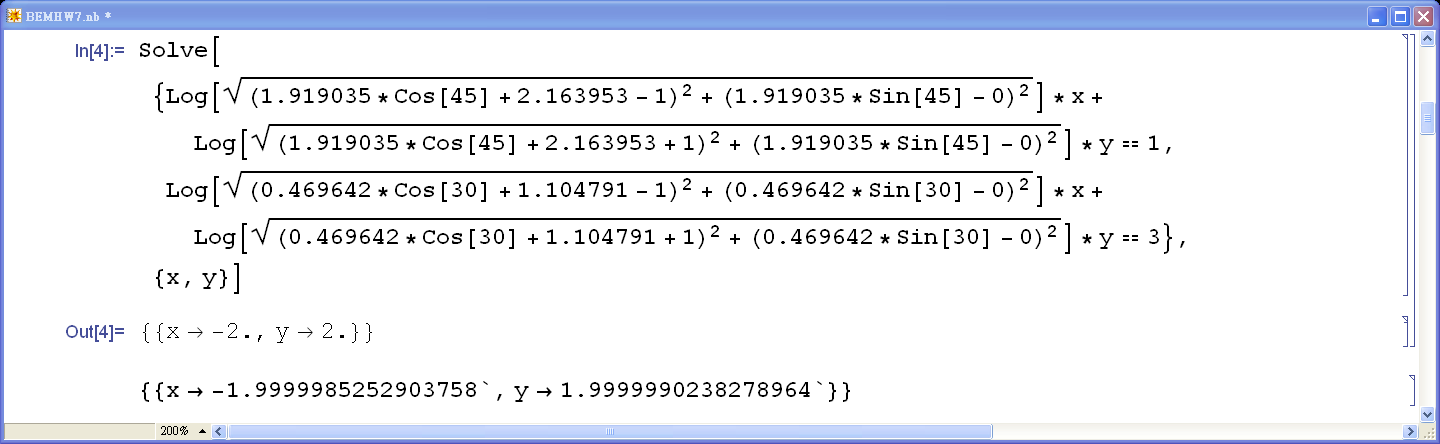 BEMHW7.nb *
In[4]:= Solve[
{Log[√(1.919035*Cos[45]+2.163953-1)²+(1.919035*Sin[45]-0)²]*x+
Log[√(1.919035*Cos[45]+2.163953+1)²+(1.919035*Sin[45]-0)²]*y==1,
Log[√(0.469642*Cos[30]+1.104791-1)²+(0.469642*Sin[30]-0)²]*x+
Log[√(0.469642*Cos[30]+1.104791+1)²+(0.469642*Sin[30]-0)²]*y==3},
{x, y}]
Out[4]= {{x→-2., y→2.}}
{{x→-1.9999985252903758`, y→1.9999990238278964`}}
200%